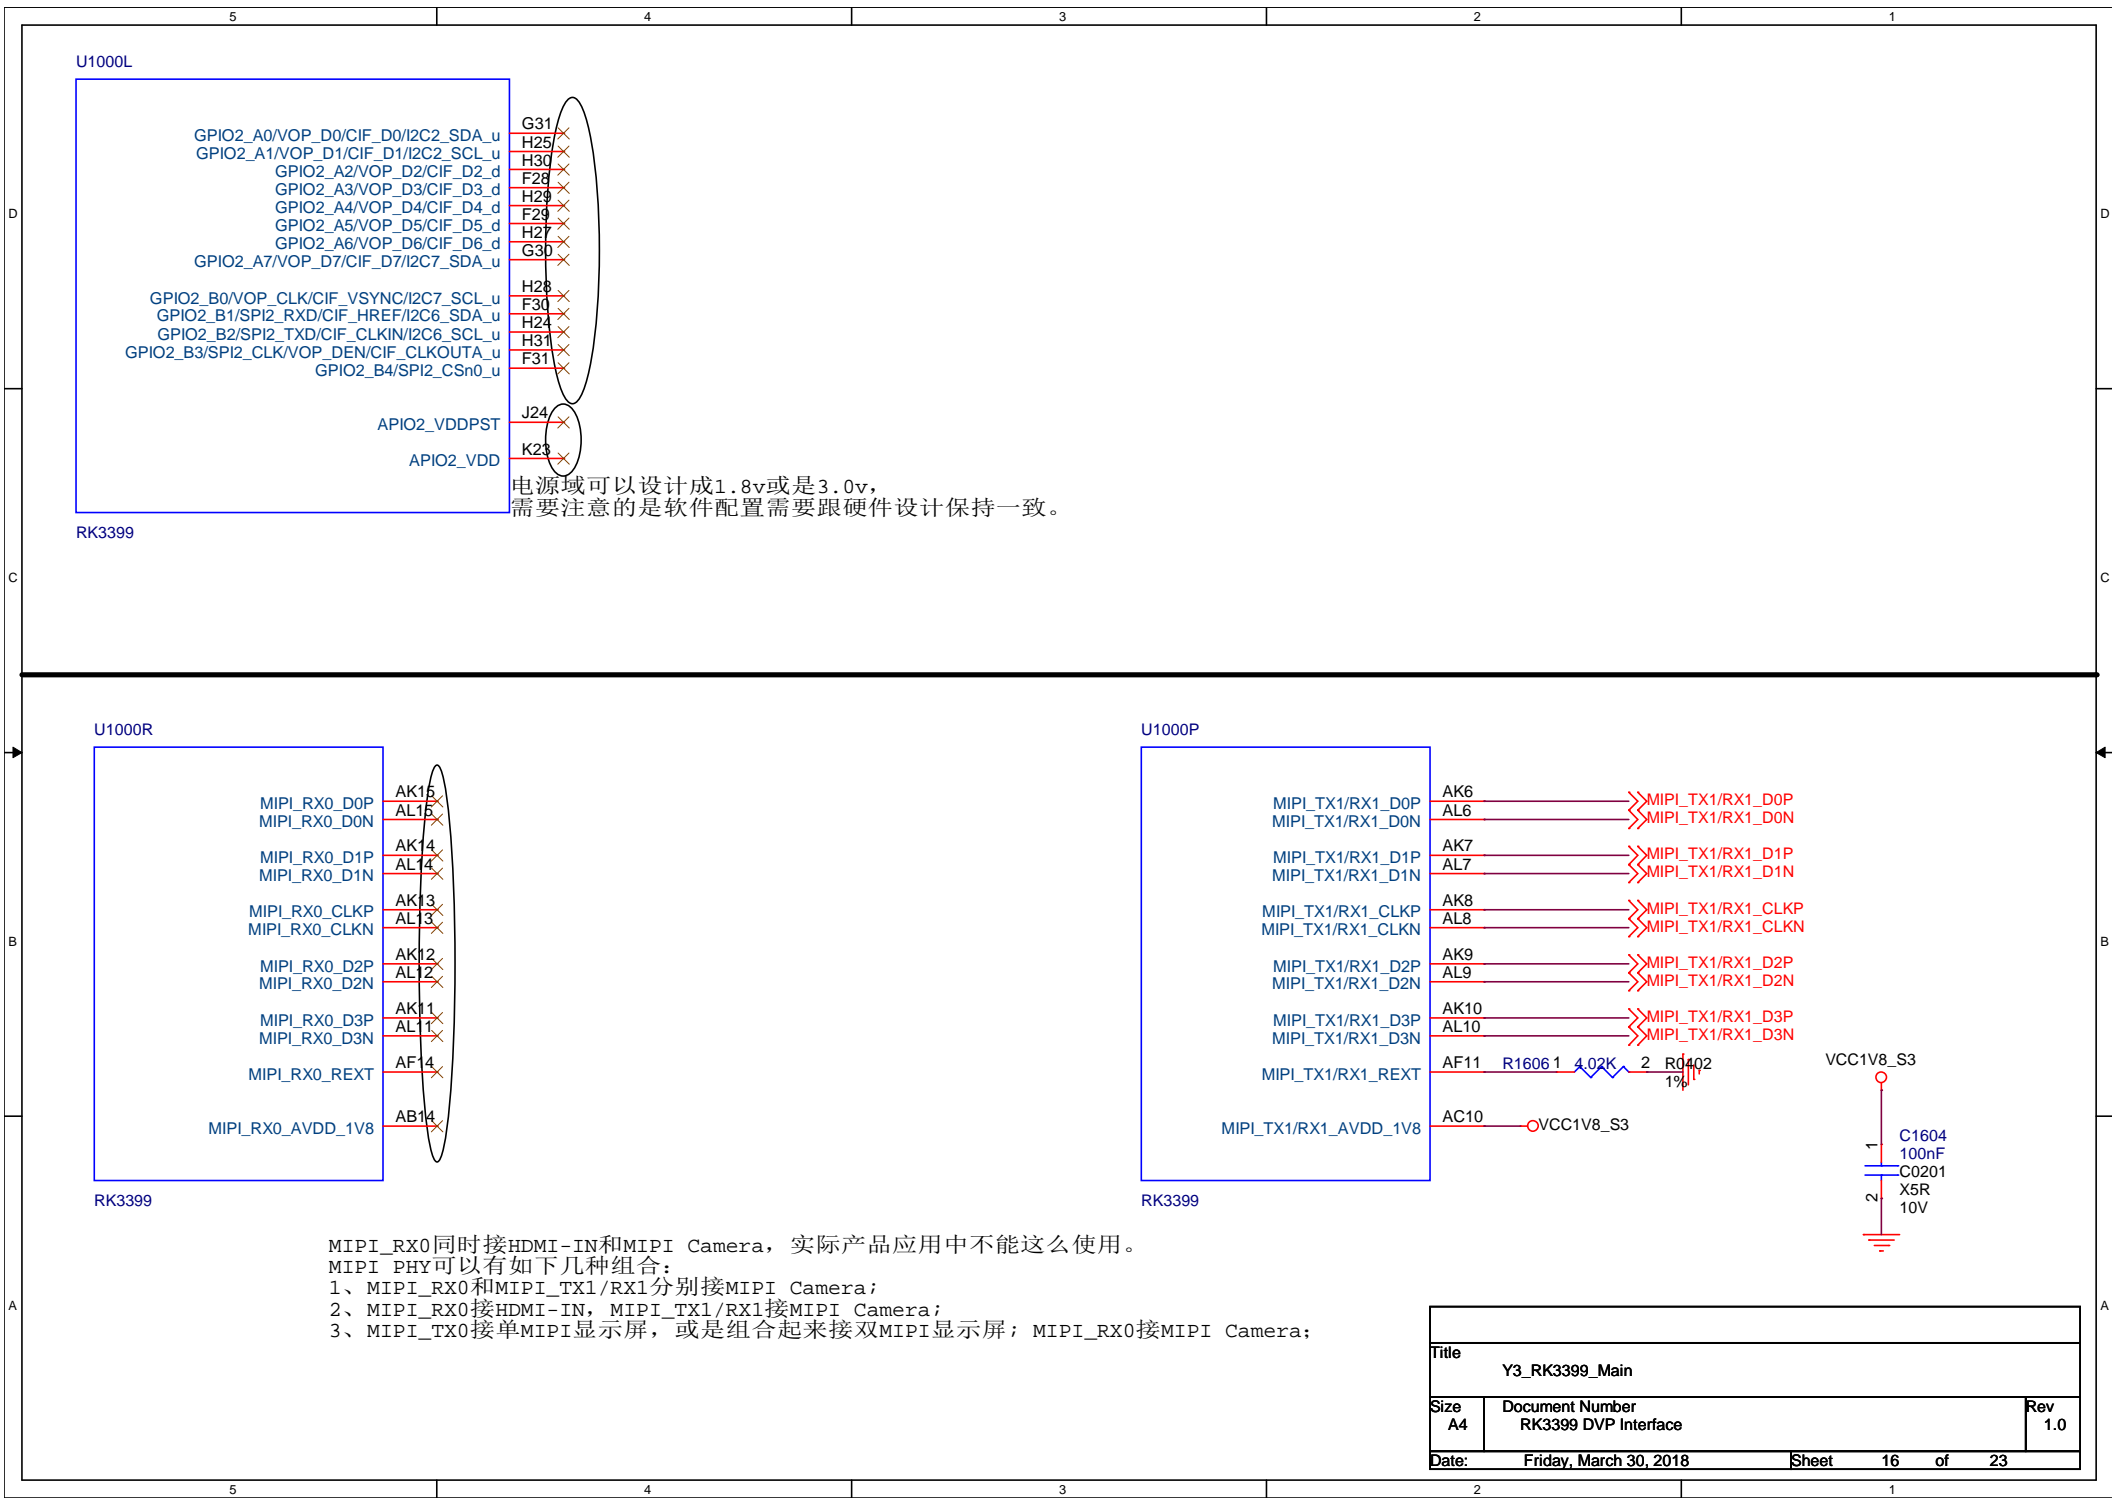 5 4 3 2 1
U1000L
GPIO2_A0/VOP_D0/CIF_D0/I2C2_SDA_u G31
GPIO2_A1/VOP_D1/CIF_D1/I2C2_SCL_u H25
GPIO2_A2/VOP_D2/CIF_D2_d H30
GPIO2_A3/VOP_D3/CIF_D3_d F28
GPIO2_A4/VOP_D4/CIF_D4_d H29
GPIO2_A5/VOP_D5/CIF_D5_d F29
GPIO2_A6/VOP_D6/CIF_D6_d H27
GPIO2_A7/VOP_D7/CIF_D7/I2C7_SDA_u G30
D D
GPIO2_B0/VOP_CLK/CIF_VSYNC/I2C7_SCL_u H28
GPIO2_B1/SPI2_RXD/CIF_HREF/I2C6_SDA_u F30
GPIO2_B2/SPI2_TXD/CIF_CLKIN/I2C6_SCL_u H24
GPIO2_B3/SPI2_CLK/VOP_DEN/CIF_CLKOUTA_u H31
GPIO2_B4/SPI2_CSn0_u F31
APIO2_VDDPST J24
APIO2_VDD K23
电源域可以设计成1.8v或是3.0v，
需要注意的是软件配置需要跟硬件设计保持一致。
RK3399
C C
U1000R
MIPI_RX0_D0P AK15
MIPI_RX0_D0N AL15
MIPI_RX0_D1P AK14
MIPI_RX0_D1N AL14
MIPI_RX0_CLKP AK13
MIPI_RX0_CLKN AL13
MIPI_RX0_D2P AK12
MIPI_RX0_D2N AL12
MIPI_RX0_D3P AK11
MIPI_RX0_D3N AL11
MIPI_RX0_REXT AF14
MIPI_RX0_AVDD_1V8 AB14
RK3399
U1000P
MIPI_TX1/RX1_D0P AK6 MIPI_TX1/RX1_D0P
MIPI_TX1/RX1_D0N AL6 MIPI_TX1/RX1_D0N
MIPI_TX1/RX1_D1P AK7 MIPI_TX1/RX1_D1P
MIPI_TX1/RX1_D1N AL7 MIPI_TX1/RX1_D1N
MIPI_TX1/RX1_CLKP AK8 MIPI_TX1/RX1_CLKP
MIPI_TX1/RX1_CLKN AL8 MIPI_TX1/RX1_CLKN
MIPI_TX1/RX1_D2P AK9 MIPI_TX1/RX1_D2P
MIPI_TX1/RX1_D2N AL9 MIPI_TX1/RX1_D2N
MIPI_TX1/RX1_D3P AK10 MIPI_TX1/RX1_D3P
MIPI_TX1/RX1_D3N AL10 MIPI_TX1/RX1_D3N
MIPI_TX1/RX1_REXT AF11 R1606 1 4.02K 2 R0402
1%
MIPI_TX1/RX1_AVDD_1V8 AC10 VCC1V8_S3
RK3399
B B
VCC1V8_S3
1
C1604
100nF
C0201
X5R
10V
2
MIPI_RX0同时接HDMI-IN和MIPI Camera，实际产品应用中不能这么使用。
MIPI PHY可以有如下几种组合：
1、MIPI_RX0和MIPI_TX1/RX1分别接MIPI Camera；
2、MIPI_RX0接HDMI-IN，MIPI_TX1/RX1接MIPI Camera；
3、MIPI_TX0接单MIPI显示屏，或是组合起来接双MIPI显示屏；MIPI_RX0接MIPI Camera；
A A
Title
Y3_RK3399_Main
Size Document Number Rev
A4 RK3399 DVP Interface 1.0
Date: Friday, March 30, 2018 Sheet 16 of 23
5 4 3 2 1